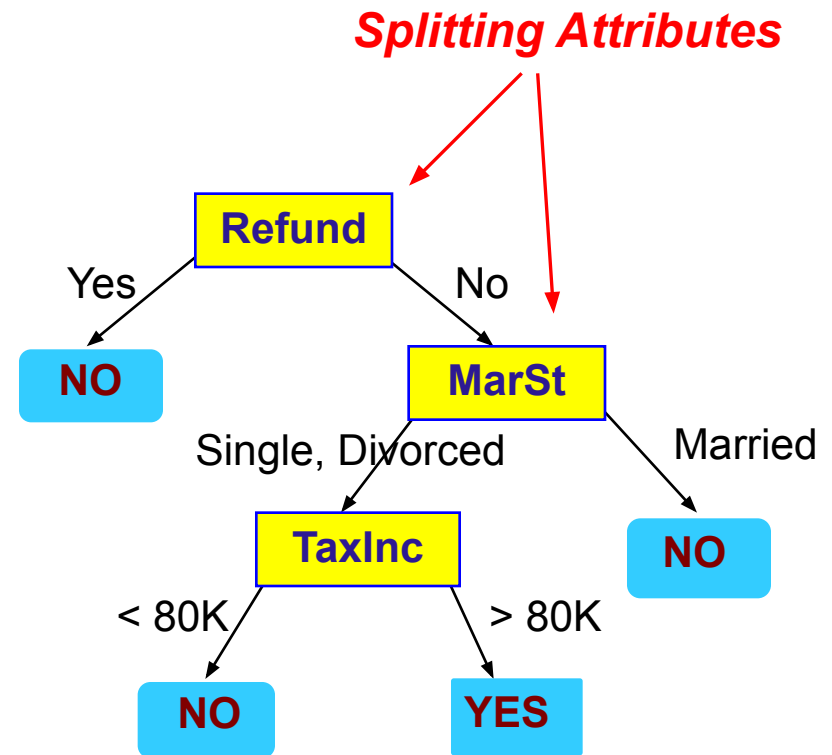 Splitting Attributes
Refund
Yes
No
NO
MarSt
Single, Divorced
Married
TaxInc
NO
< 80K
> 80K
NO
YES